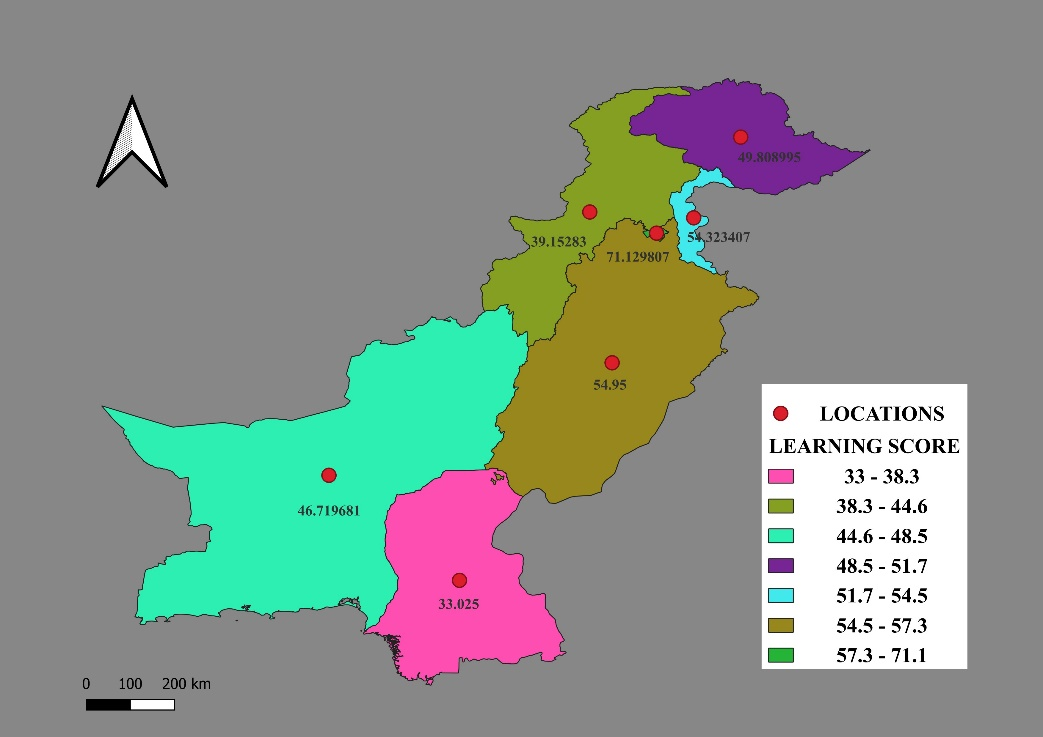 49.808995
39.15283
54.323407
71.129807
54.95
46.719681
33.025
LOCATIONS
LEARNING SCORE
33 - 38.3
38.3 - 44.6
44.6 - 48.5
48.5 - 51.7
51.7 - 54.5
54.5 - 57.3
57.3 - 71.1
0 100 200 km